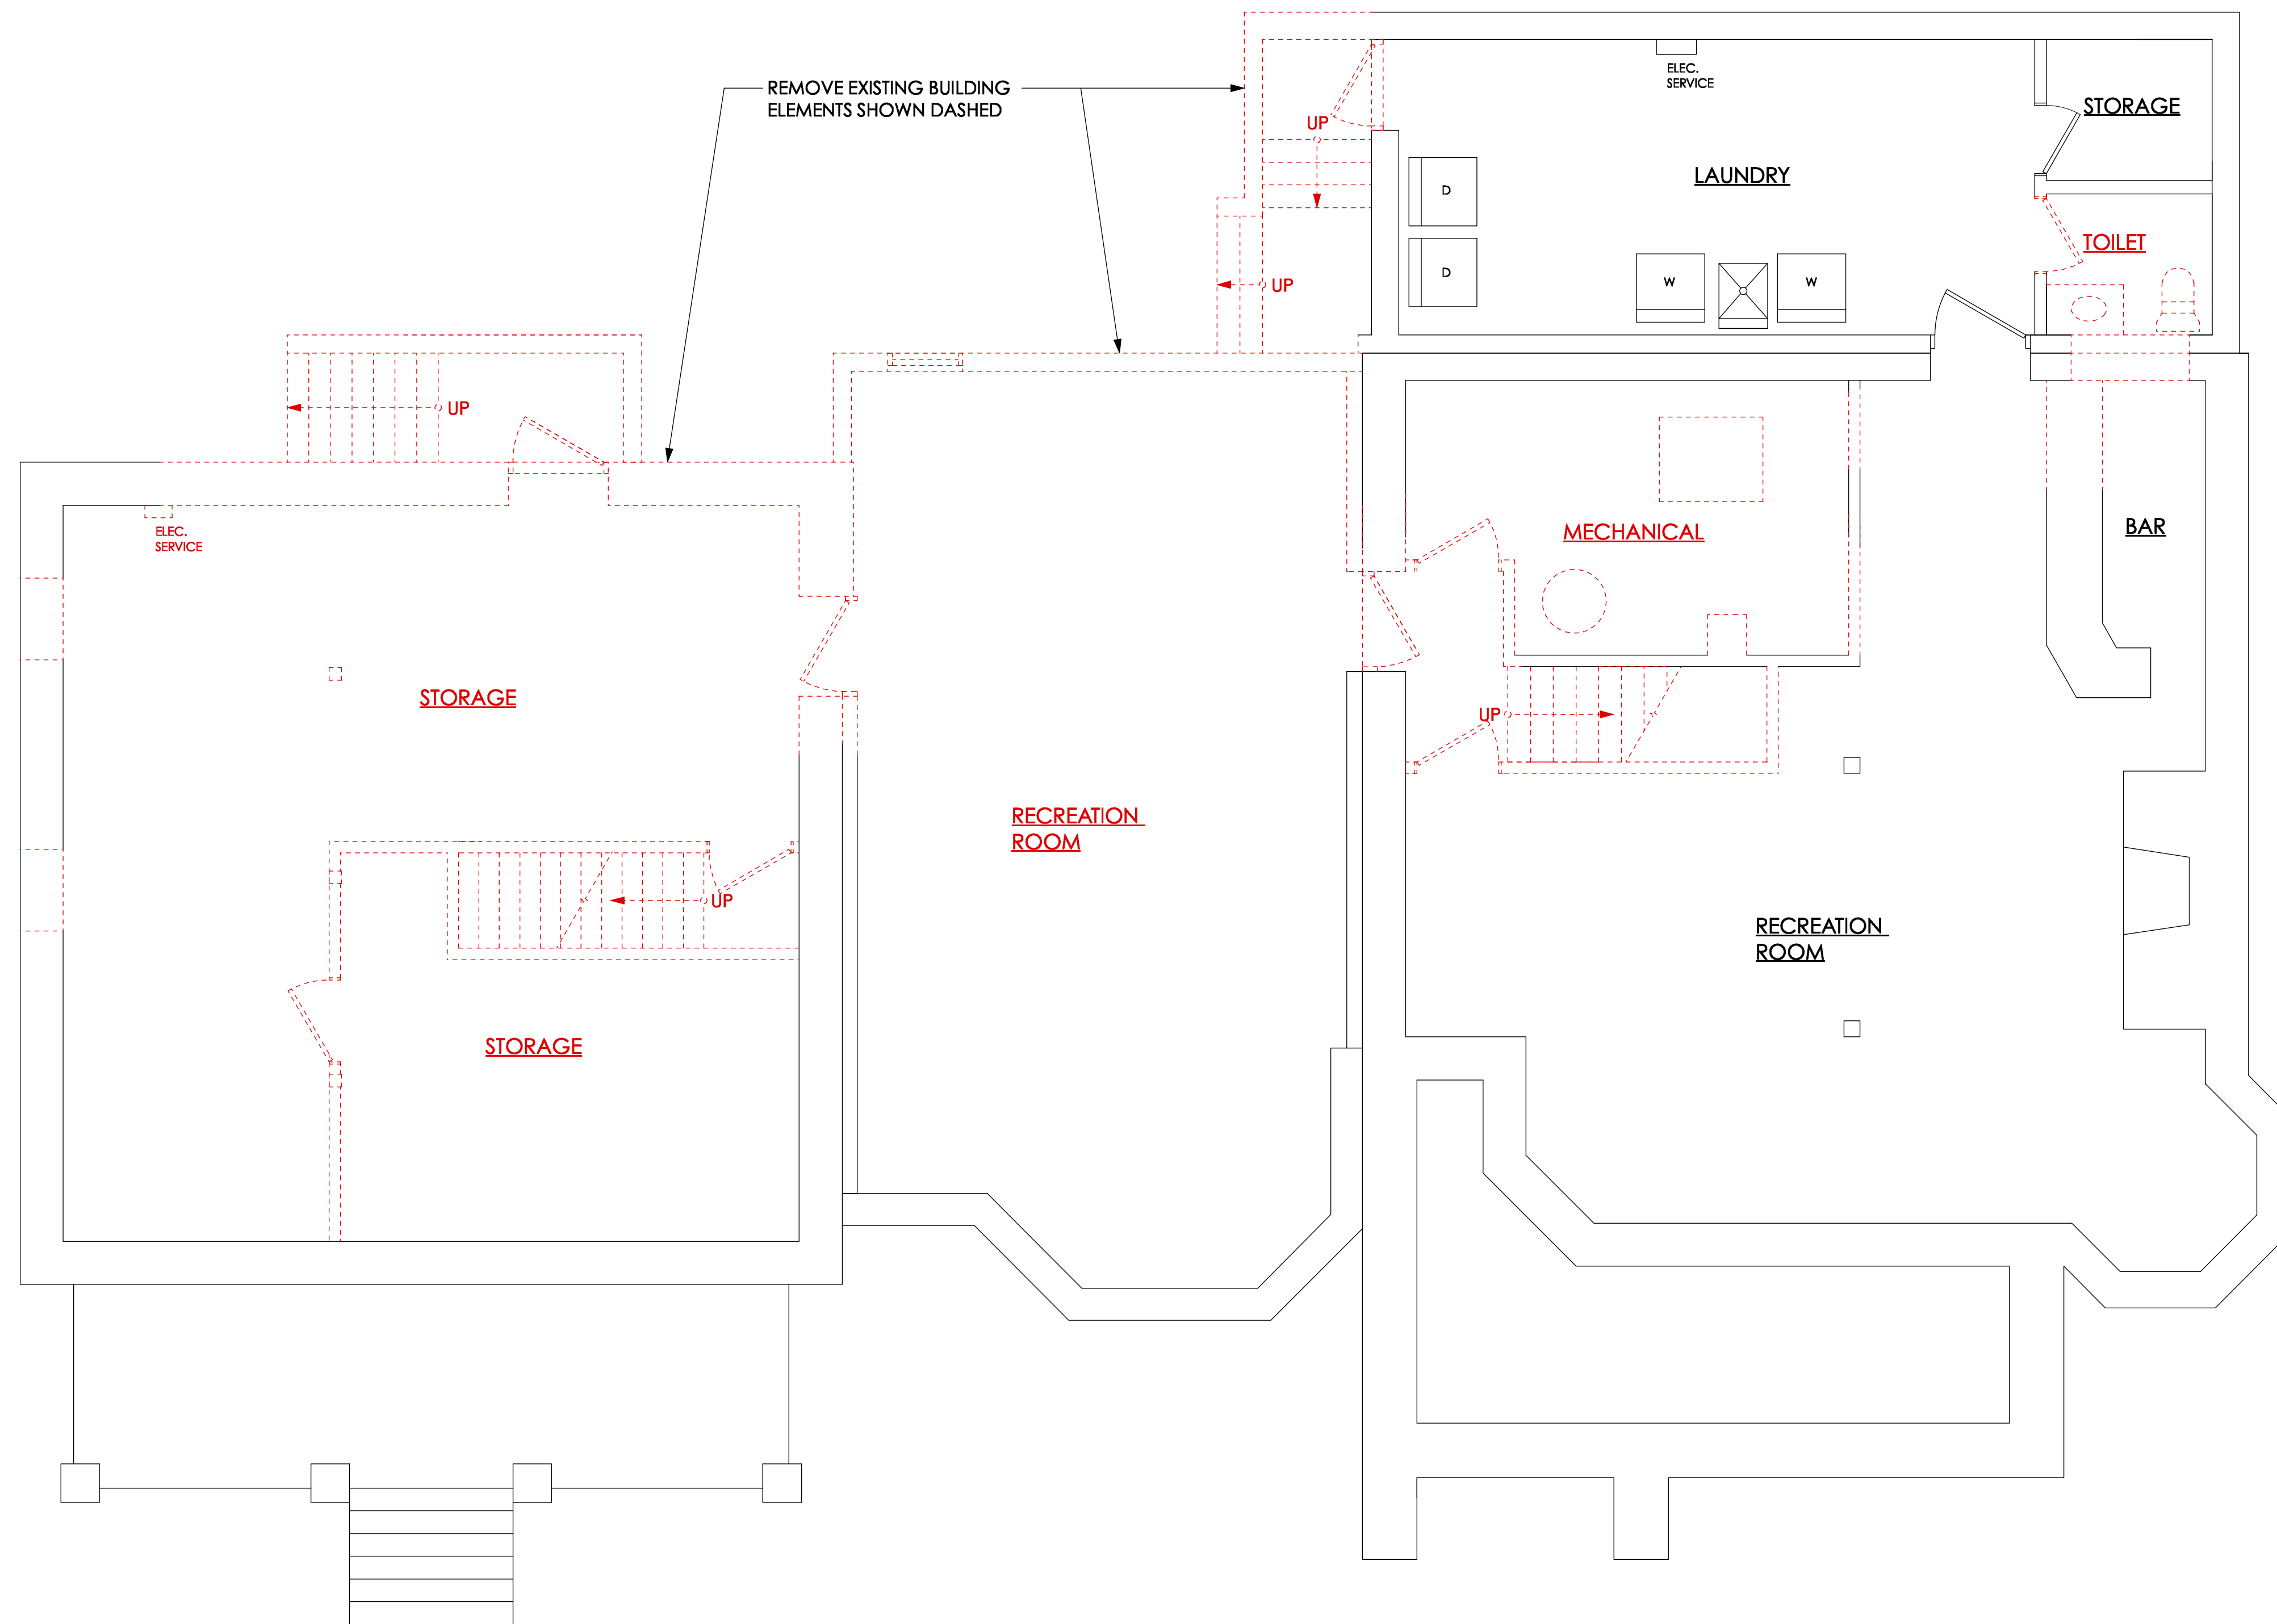 REMOVE EXISTING BUILDING
ELEMENTS SHOWN DASHED
ELEC.
SERVICE
STORAGE
UP
LAUNDRY
D
TOILET
D
UP
W
W
UP
ELEC.
SERVICE
MECHANICAL
BAR
STORAGE
UP
RECREATION
ROOM
UP
RECREATION
ROOM
STORAGE